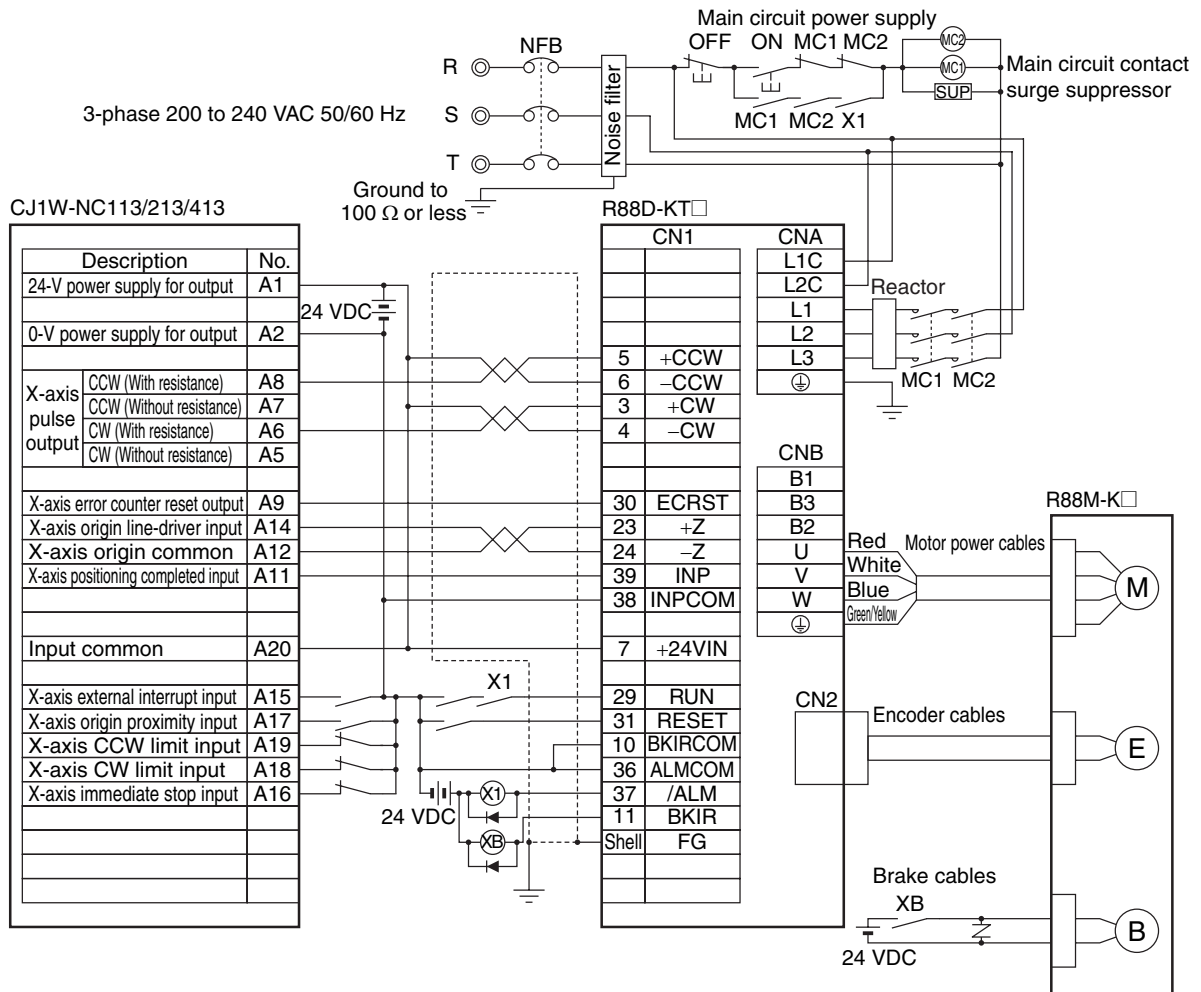 Main circuit power supply
OFF ON MC1 MC2
MC2
NFB
R
MC1
Main circuit contact
surge suppressor
SUP
Noise filter
3-phase 200 to 240 VAC 50/60 Hz
S
MC1 MC2 X1
T
Ground to
100 Ω or less
CJ1W-NC113/213/413
R88D-KT□
CN1
CNA
Description No.
L1C
24-V power supply for output A1
L2C
Reactor
24 VDC
L1
0-V power supply for output A2
L2
5 +CCW
L3
MC1 MC2
X-axis pulse output
CCW (With resistance) A8
6 −CCW
CCW (Without resistance) A7
3 +CW
CW (With resistance) A6
4 −CW
CW (Without resistance) A5
CNB
B1
X-axis error counter reset output A9
30 ECRST
B3
R88M-K□
X-axis origin line-driver input A14
23 +Z
B2
X-axis origin common A12
24 −Z
U
Red
Motor power cables
X-axis positioning completed input A11
39 INP
V
White
M
38 INPCOM
W
Blue
Green/Yellow
Input common A20
7 +24VIN
X-axis external interrupt input A15
X1
29 RUN
CN2
Encoder cables
X-axis origin proximity input A17
31 RESET
X-axis CCW limit input A19
10 BKIRCOM
E
X-axis CW limit input A18
36 ALMCOM
X-axis immediate stop input A16
24 VDC
X1
37 /ALM
11 BKIR
XB
Shell FG
Brake cables
XB
24 VDC
B